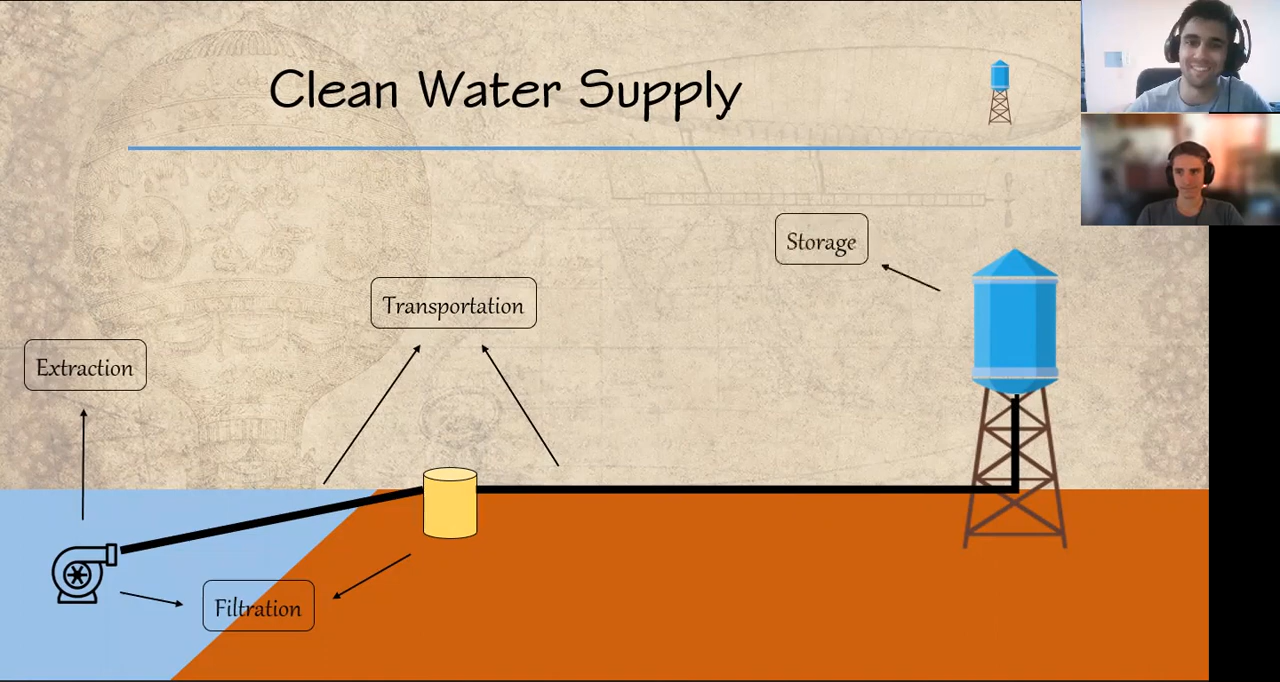 Clean Water Supply
Storage
Transportation
Extraction
Filtration